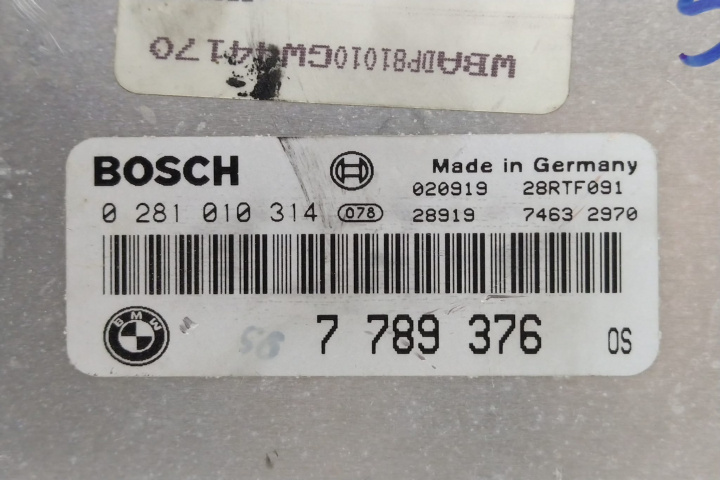 WBADP81010GW44170
BOSCH
Made in Germany
020919 28RTF091
0 281 010 314 078 28919 7463 2970
BMW
7 789 376 OS